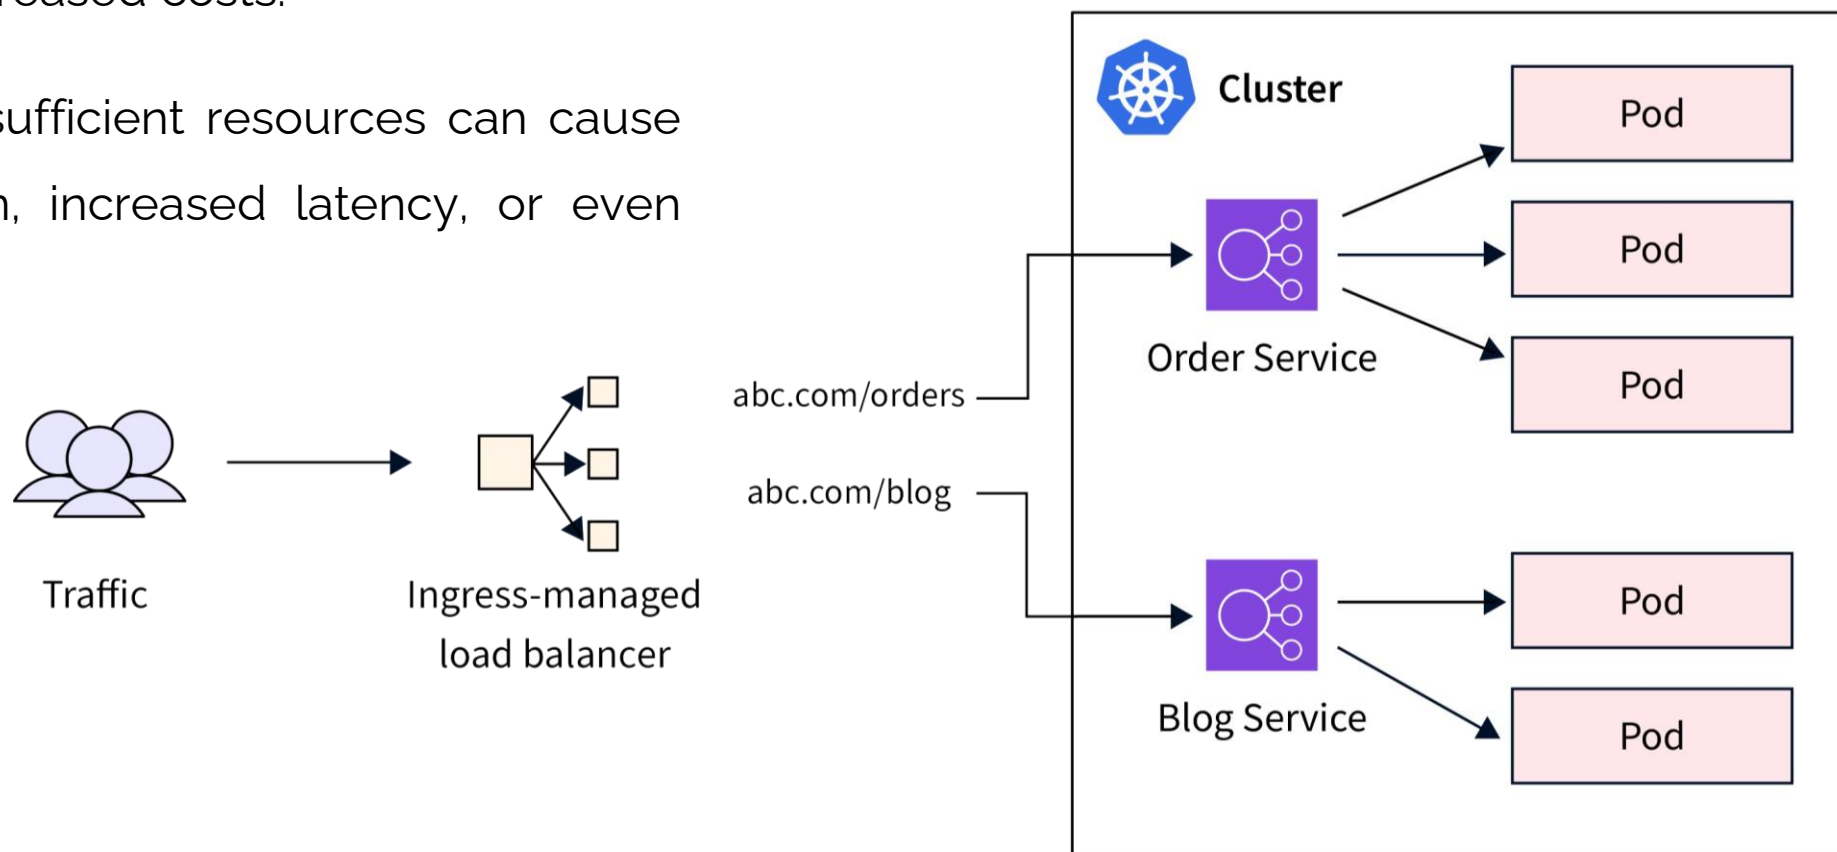 costs.
resources can cause
increased latency, or even
Cluster
Pod
Pod
Pod
Order Service
abc.com/orders
abc.com/blog
Traffic
Ingress-managed
load balancer
Blog Service
Pod
Pod